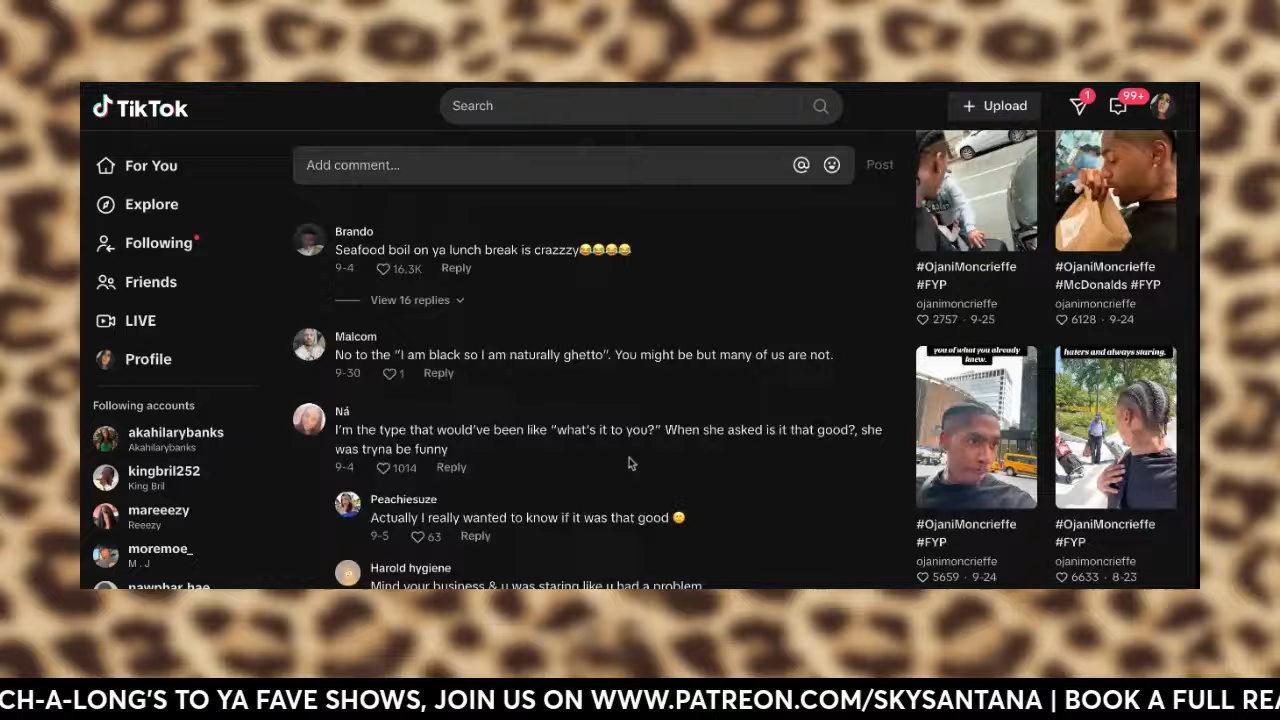 TikTok
Search
Upload
1
99+
For You
Explore
Following
Friends
LIVE
Profile
Following accounts
akahilarybanks
Akahilarybanks
kingbril252
King Bril
mareeezy
Reeezy
moremoe_
M . J
nawphar.bae
Add comment...
Post
Brando
Seafood boil on ya lunch break is crazzzy😂😂😂😂
9-4 16.3K Reply
View 16 replies
Malcom
No to the “I am black so I am naturally ghetto”. You might be but many of us are not.
9-30 1 Reply
Ná
I’m the type that would’ve been like “what’s it to you?” When she asked is it that good?, she
was tryna be funny
9-4 1014 Reply
Peachiesuze
Actually I really wanted to know if it was that good 🙁
9-5 63 Reply
Harold hygiene
Mind your business & u was staring like u had a problem
#OjaniMoncrieffe
#FYP
ojanimoncrieffe
2757 · 9-25
#OjaniMoncrieffe
#McDonalds #FYP
ojanimoncrieffe
6128 · 9-24
you of what you already
knew.
#OjaniMoncrieffe
#FYP
ojanimoncrieffe
5659 · 9-24
haters and always staring.
#OjaniMoncrieffe
#FYP
ojanimoncrieffe
6633 · 8-23
CH-A-LONG'S TO YA FAVE SHOWS, JOIN US ON WWW.PATREON.COM/SKYSANTANA | BOOK A FULL REA